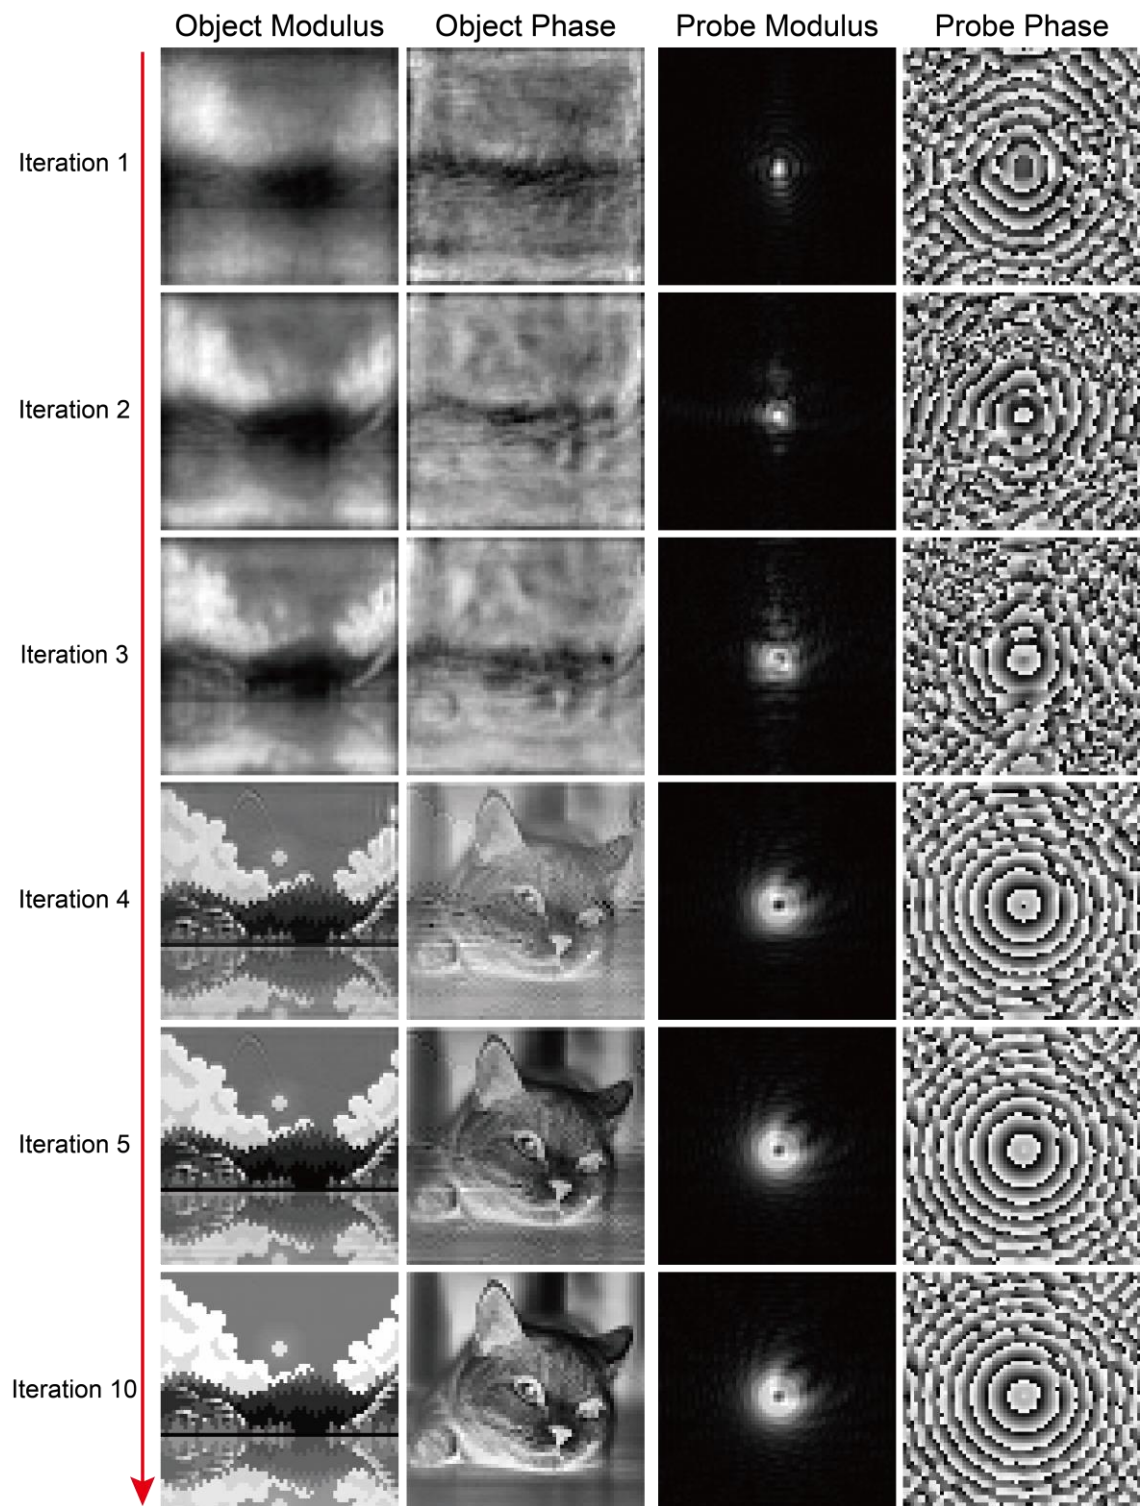 Object Modulus Object Phase Probe Modulus Probe Phase
Iteration 1
Iteration 2
Iteration 3
Iteration 4
Iteration 5
Iteration 10